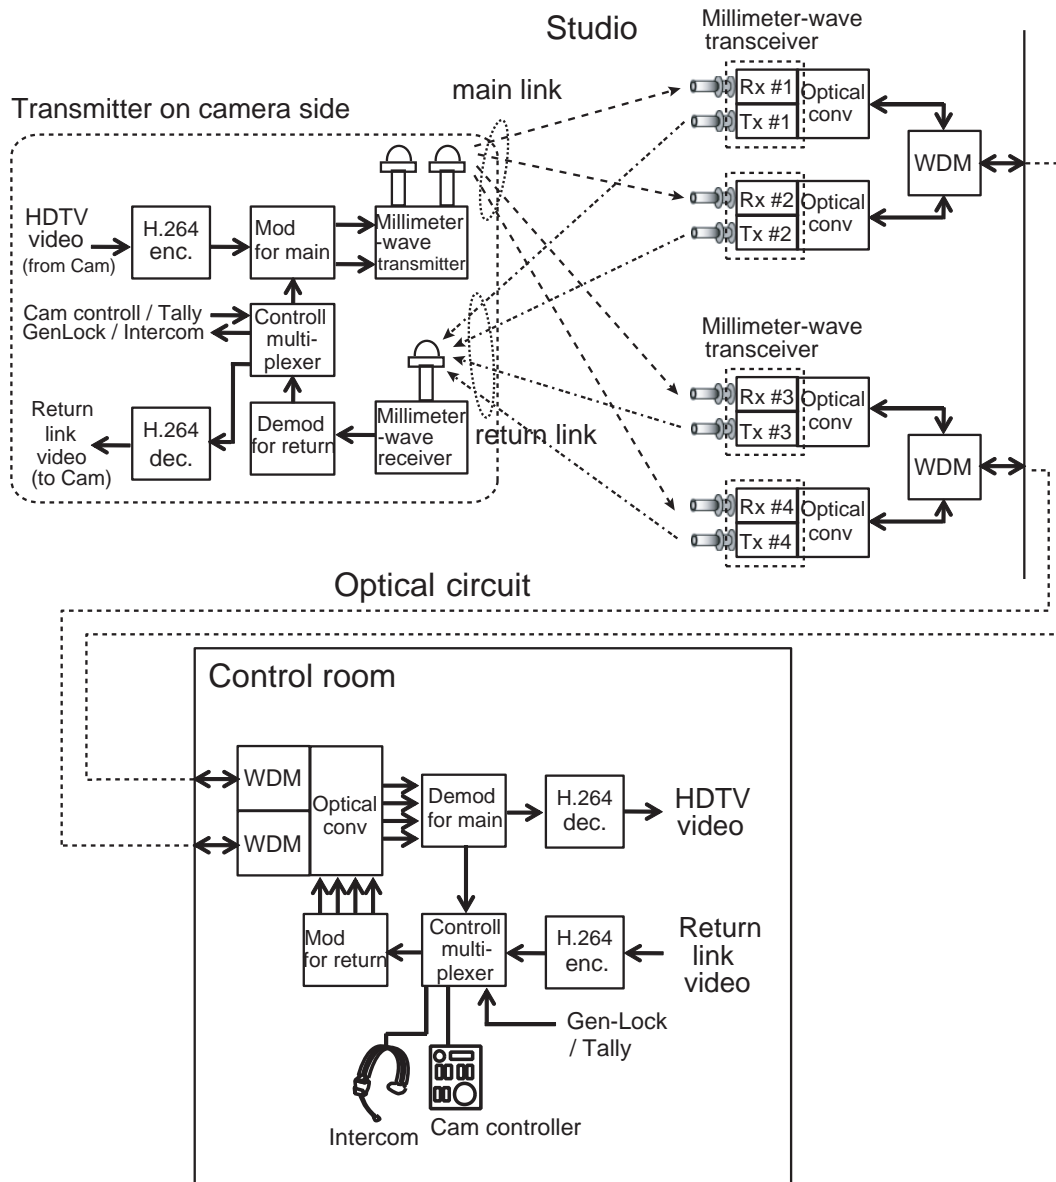 Studio
Millimeter-wave
transceiver
main link
Transmitter on camera side
Rx #1
Tx #1
Optical
conv
WDM
Rx #2
Tx #2
Optical
conv
HDTV
video
(from Cam)
H.264
enc.
Mod
for main
Millimeter
-wave
transmitter
Cam controll / Tally
GenLock / Intercom
Controll
multi-
plexer
Millimeter-wave
transceiver
Return
link
video
(to Cam)
H.264
dec.
Demod
for return
Millimeter
-wave
receiver
return link
Rx #3
Tx #3
Optical
conv
WDM
Rx #4
Tx #4
Optical
conv
Optical circuit
Control room
WDM
WDM
Optical
conv
Demod
for main
H.264
dec.
HDTV
video
Mod
for return
Controll
multi-
plexer
H.264
enc.
Return
link
video
Gen-Lock
/ Tally
Intercom
Cam controller